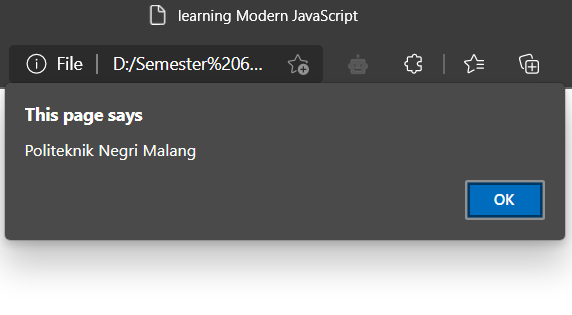 learning Modern JavaScript
File D:/Semester%206...
This page says
Politeknik Negri Malang
OK